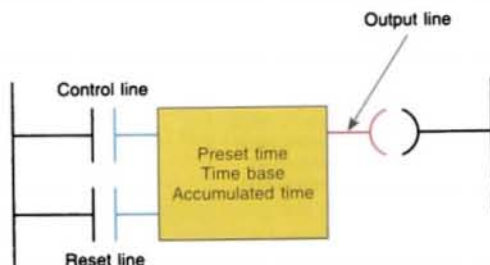 Output line
Control line
Preset time
Time base
Accumulated time
Reset line